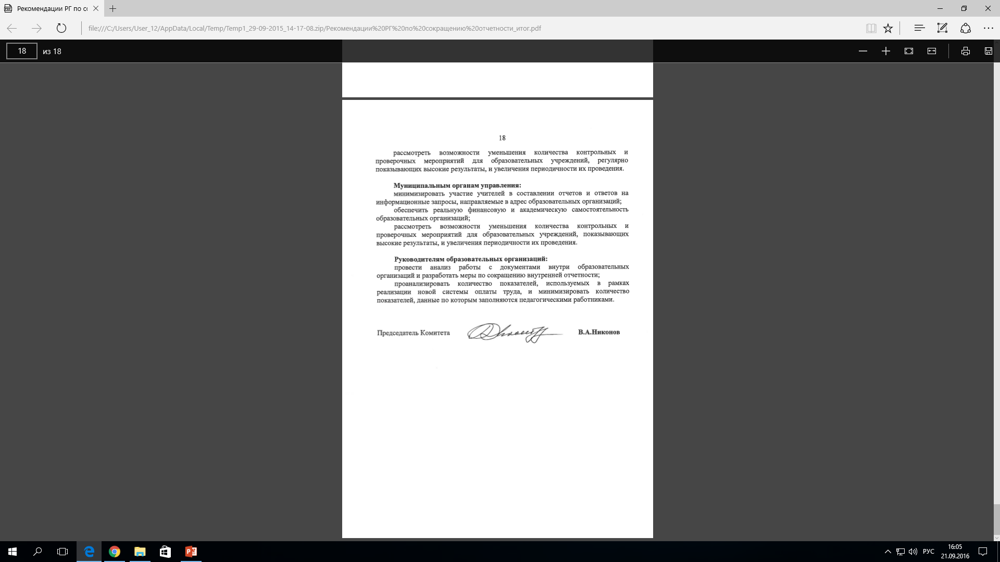 Рекомендации РГ по со
file:///C:/Users/User_12/AppData/Local/Temp/Temp1_29-09-2015_14-17-08.zip/Рекомендации%20РГ%20по%20сокращению%20отчетности_итог.pdf
18 из 18
18
рассмотреть возможности уменьшения количества контрольных и
проверочных мероприятий для образовательных учреждений, регулярно
показывающих высокие результаты, и увеличения периодичности их проведения.
Муниципальным органам управления:
минимизировать участие учителей в составлении отчетов и ответов на
информационные запросы, направляемые в адрес образовательных организаций;
обеспечить реальную финансовую и академическую самостоятельность
образовательных организаций;
рассмотреть возможности уменьшения количества контрольных и
проверочных мероприятий для образовательных учреждений, показывающих
высокие результаты, и увеличения периодичности их проведения.
Руководителям образовательных организаций:
провести анализ работы с документами внутри образовательных
организаций и разработать меры по сокращению внутренней отчетности;
проанализировать количество показателей, используемых в рамках
реализации новой системы оплаты труда, и минимизировать количество
показателей, данные по которым заполняются педагогическими работниками.
Председатель Комитета В.А.Никонов
РУС
16:05
21.09.2016